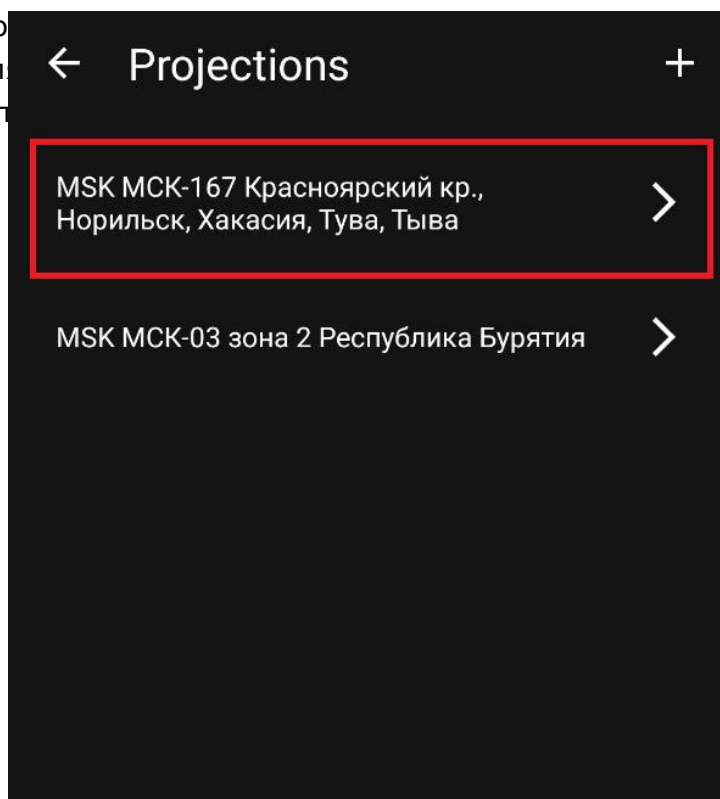 Projections
MSK МСК-167 Красноярский кр.,
Норильск, Хакасия, Тува, Тыва
MSK МСК-03 зона 2 Республика Бурятия